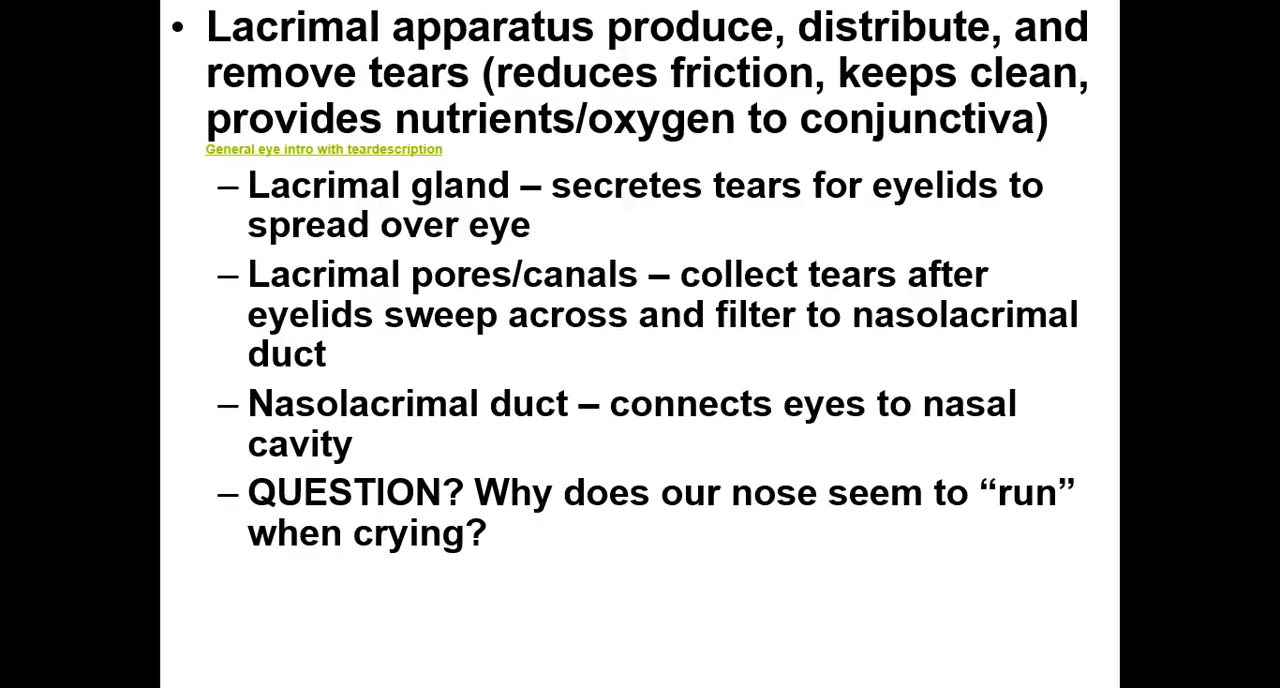 • Lacrimal apparatus produce, distribute, and
remove tears (reduces friction, keeps clean,
provides nutrients/oxygen to conjunctiva)
General eye intro with teardescription
– Lacrimal gland – secretes tears for eyelids to
spread over eye
– Lacrimal pores/canals – collect tears after
eyelids sweep across and filter to nasolacrimal
duct
– Nasolacrimal duct – connects eyes to nasal
cavity
– QUESTION? Why does our nose seem to “run”
when crying?